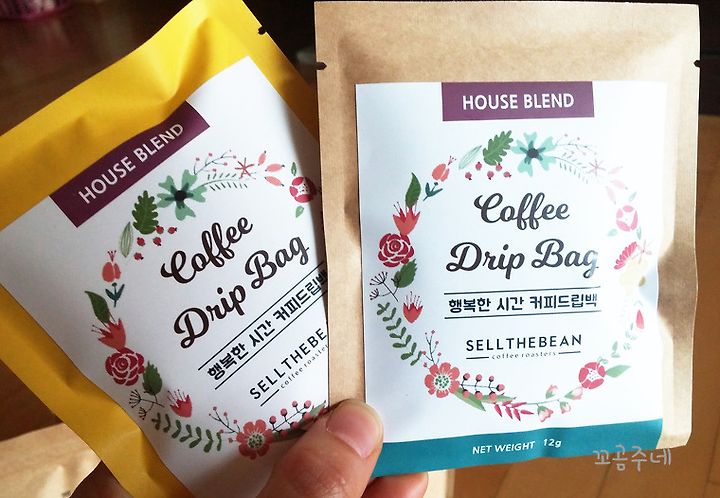 HOUSE BLEND
Coffee
Drip Bag
행복한 시간 커피드립백
SELLTHEBEAN
coffee roasters
HOUSE BLEND
Coffee
Drip Bag
행복한 시간 커피드립백
SELLTHEBEAN
coffee roasters
NET WEIGHT 12g
꼬곰주네